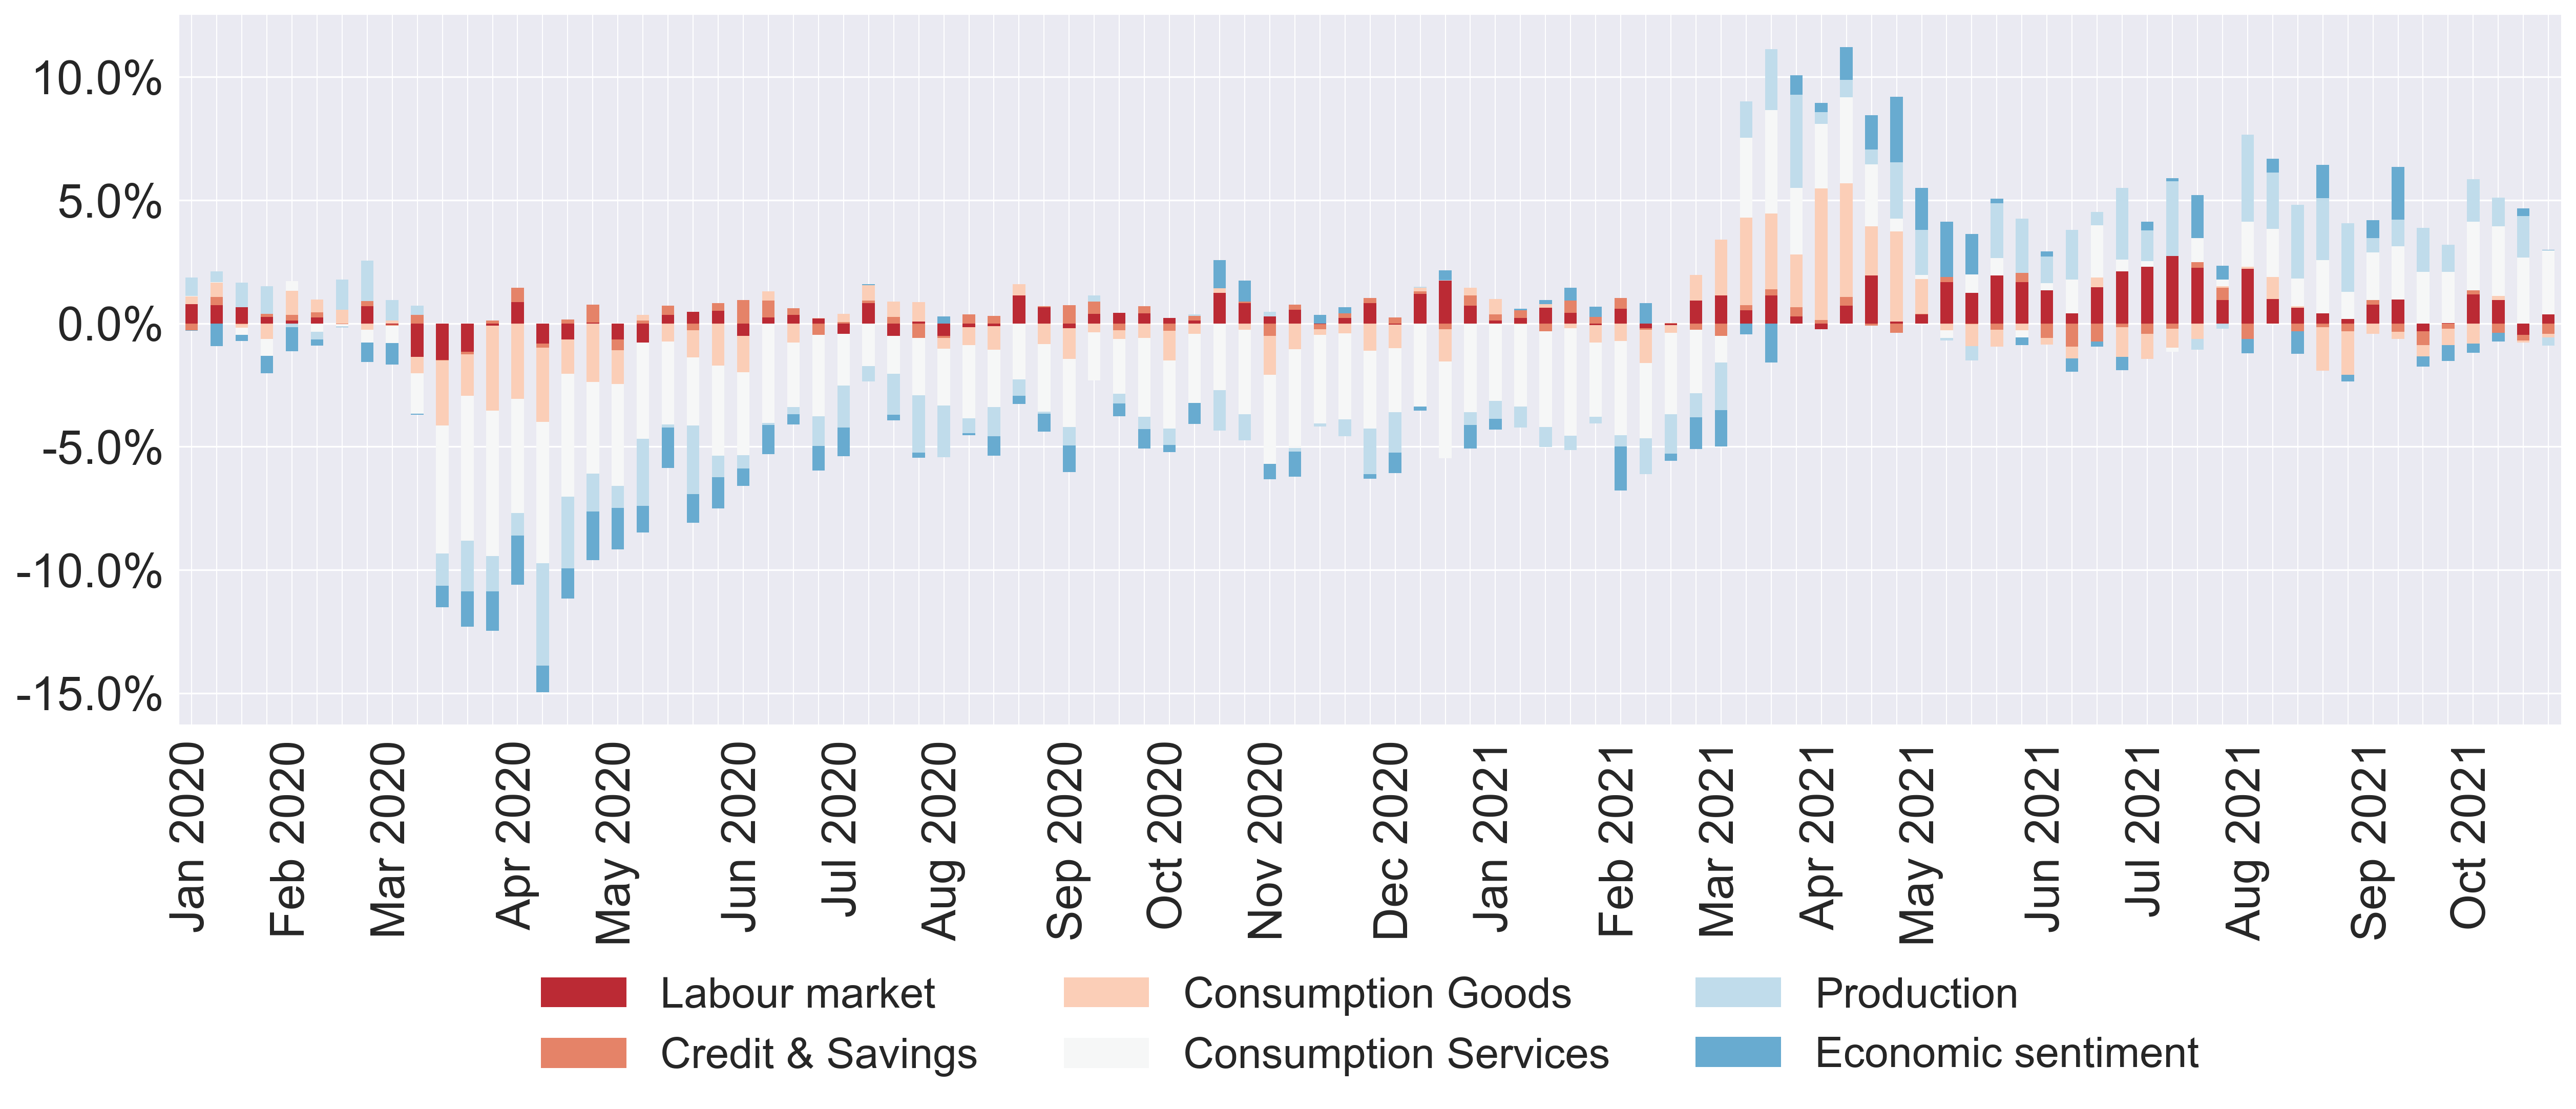 10.0%
5.0%
0.0%
-5.0%
-10.0%
-15.0%
Jan 2020
Feb 2020
Mar 2020
Apr 2020
May 2020
Jun 2020
Jul 2020
Aug 2020
Sep 2020
Oct 2020
Nov 2020
Dec 2020
Jan 2021
Feb 2021
Mar 2021
Apr 2021
May 2021
Jun 2021
Jul 2021
Aug 2021
Sep 2021
Oct 2021
Labour market
Consumption Goods
Production
Credit & Savings
Consumption Services
Economic sentiment